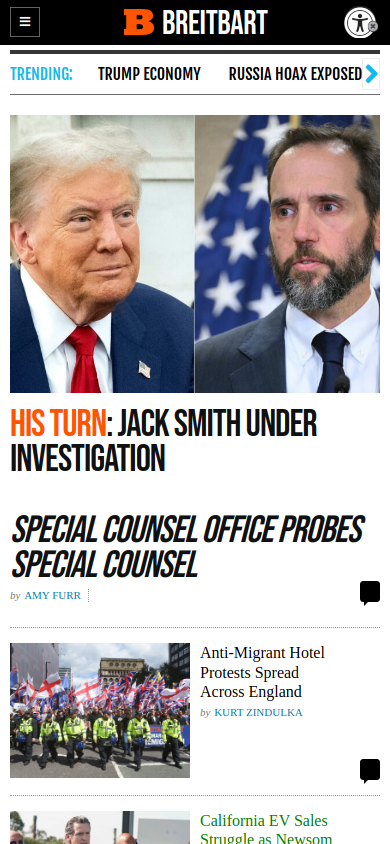 BREITBART
TRENDING:
TRUMP ECONOMY
RUSSIA HOAX EXPOSED
HIS TURN: JACK SMITH UNDER
INVESTIGATION
SPECIAL COUNSEL OFFICE PROBES
SPECIAL COUNSEL
by AMY FURR
Anti-Migrant Hotel
Protests Spread
Across England
by KURT ZINDULKA
California EV Sales
Struggle as Newsom